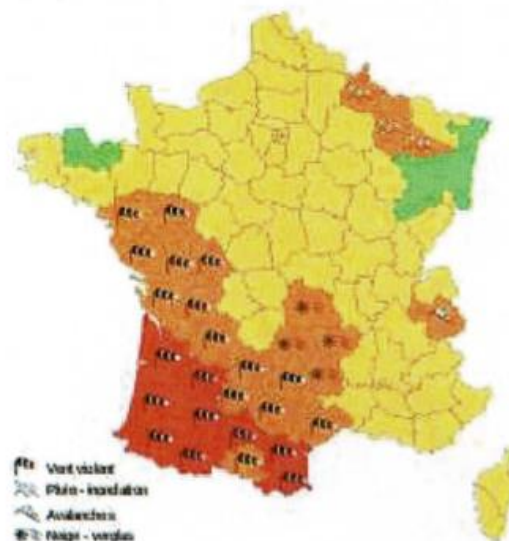 Vent violent
Pluie - inondation
Avalanches
Neige - verglas